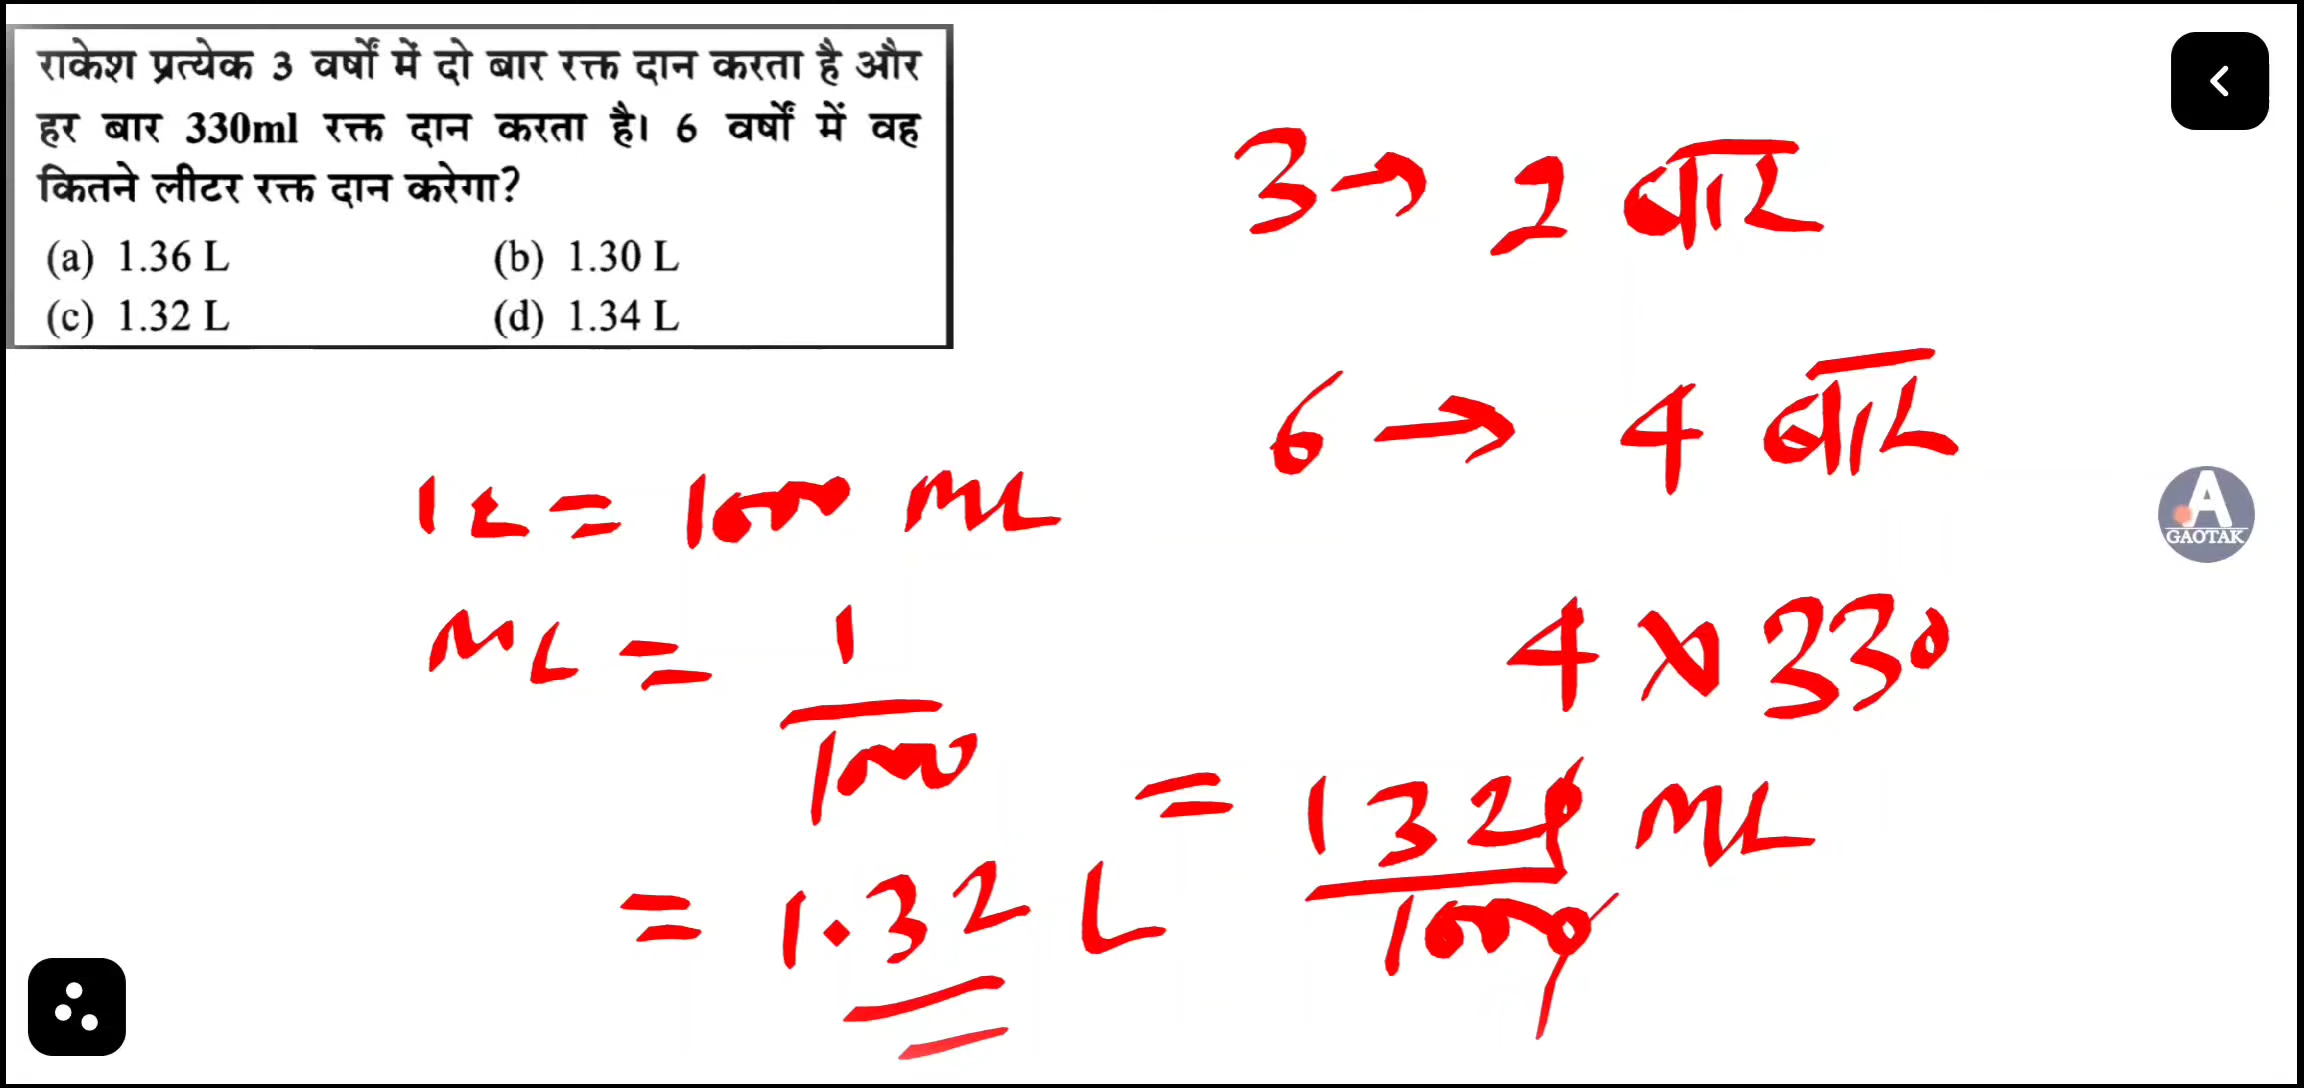 राकेश प्रत्येक 3 वर्षों में दो बार रक्त दान करता है और
हर बार 330ml रक्त दान करता है। 6 वर्षों में वह
कितने लीटर रक्त दान करेगा?
(a) 1.36 L (b) 1.30 L
(c) 1.32 L (d) 1.34 L
3 → 2 बार
6 → 4 बार
1 L = 1000 ML
ML = 1/1000
4 × 330
= 1320/1000 ML
= 1.32 L
A
GAOTAK